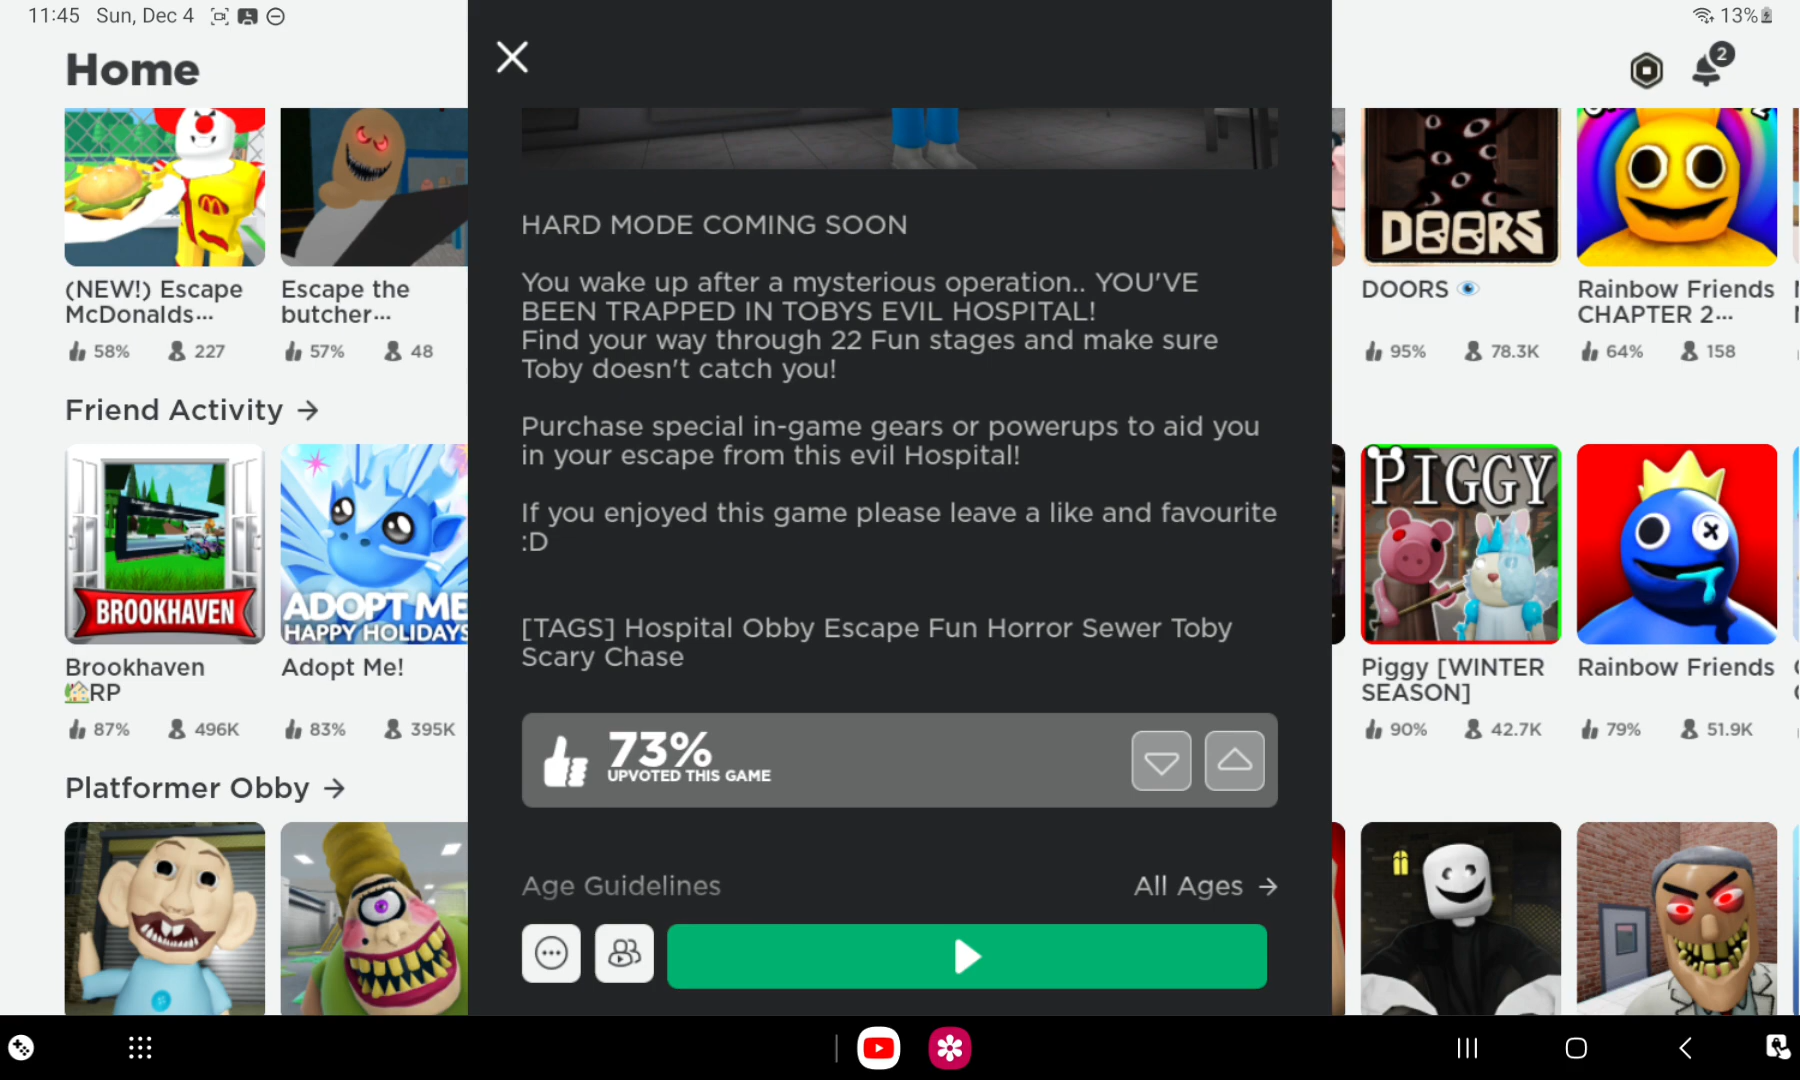 11:45 Sun, Dec 4
13%
Home
2
HARD MODE COMING SOON
You wake up after a mysterious operation.. YOU'VE
BEEN TRAPPED IN TOBYS EVIL HOSPITAL!
Find your way through 22 Fun stages and make sure
Toby doesn't catch you!
Purchase special in-game gears or powerups to aid you
in your escape from this evil Hospital!
If you enjoyed this game please leave a like and favourite
:D
[TAGS] Hospital Obby Escape Fun Horror Sewer Toby
Scary Chase
73%
UPVOTED THIS GAME
Age Guidelines
All Ages →
(NEW!) Escape
McDonalds...
58% 227
Escape the
butcher...
57% 48
DOORS
DOORS 👁
95% 78.3K
Rainbow Friends
CHAPTER 2...
64% 158
Friend Activity →
BROOKHAVEN
Brookhaven
🏡RP
87% 496K
ADOPT ME
HAPPY HOLIDAYS
Adopt Me!
83% 395K
PIGGY
Piggy [WINTER
SEASON]
90% 42.7K
Rainbow Friends
79% 51.9K
Platformer Obby →